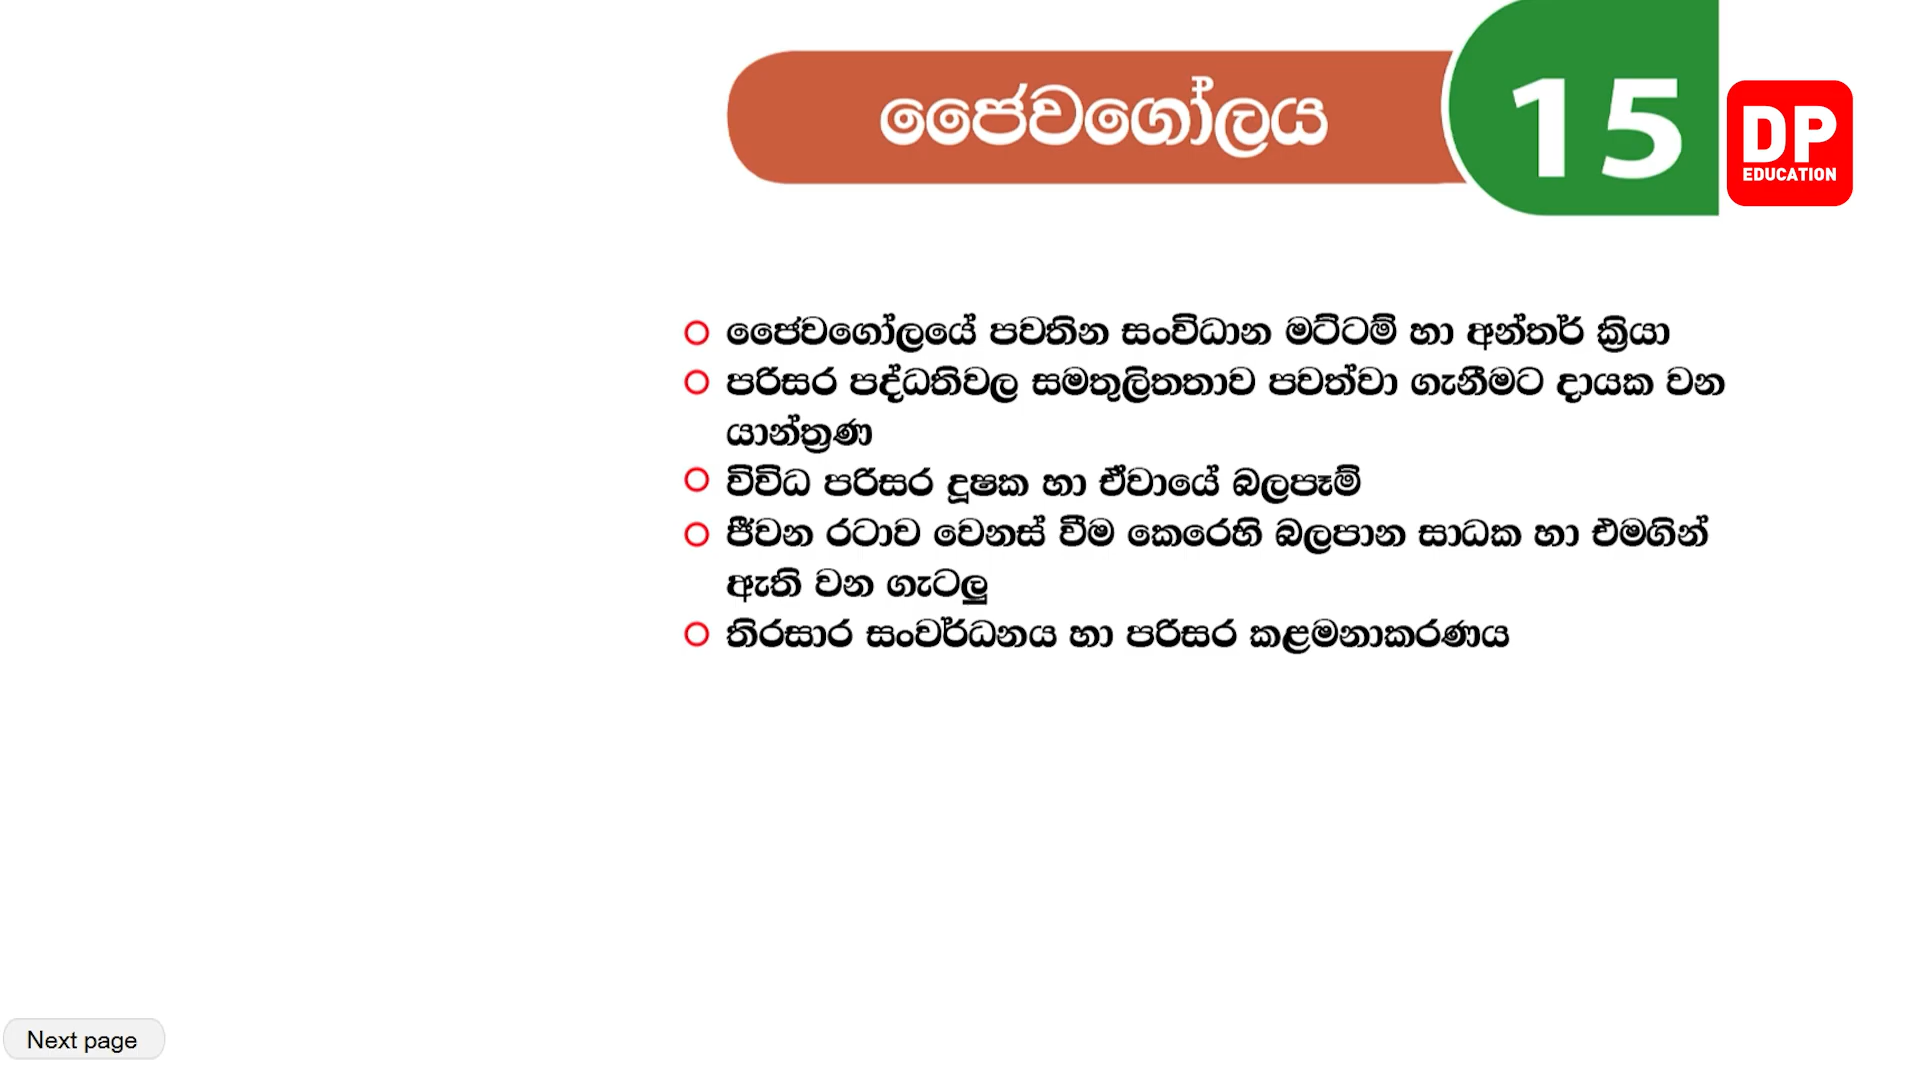 ජෛවගෝලය
15
DP
EDUCATION
ජෛවගෝලයේ පවතින සංවිධාන මට්ටම් හා අන්තර් ක්‍රියා
පරිසර පද්ධතිවල සමතුලිතතාව පවත්වා ගැනීමට දායක වන
යාන්ත්‍රණ
විවිධ පරිසර දූෂක හා ඒවායේ බලපෑම්
ජීවන රටාව වෙනස් වීම කෙරෙහි බලපාන සාධක හා එමගින්
ඇති වන ගැටලු
තිරසාර සංවර්ධනය හා පරිසර කළමනාකරණය
Next page